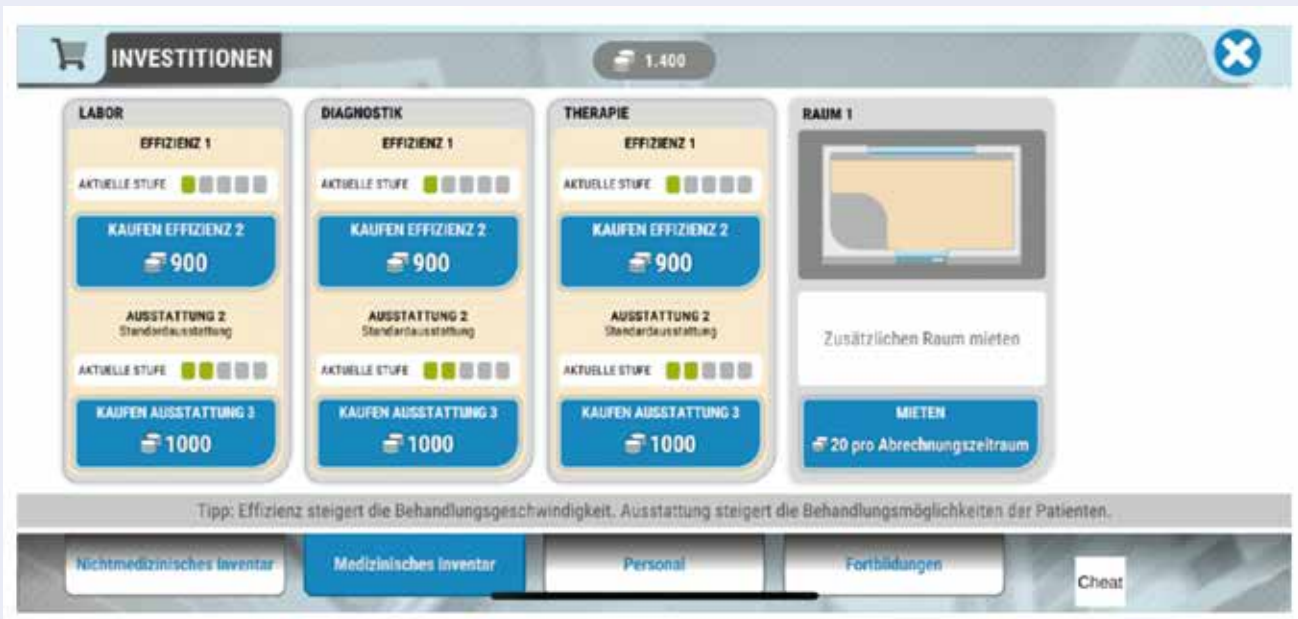 INVESTITIONEN
1.400
LABOR
EFFIZIENZ 1
AKTUELLE STUFE
KAUFEN EFFIZIENZ 2
900
AUSSTATTUNG 2
Standardausstattung
AKTUELLE STUFE
KAUFEN AUSSTATTUNG 3
1000
DIAGNOSTIK
EFFIZIENZ 1
AKTUELLE STUFE
KAUFEN EFFIZIENZ 2
900
AUSSTATTUNG 2
Standardausstattung
AKTUELLE STUFE
KAUFEN AUSSTATTUNG 3
1000
THERAPIE
EFFIZIENZ 1
AKTUELLE STUFE
KAUFEN EFFIZIENZ 2
900
AUSSTATTUNG 2
Standardausstattung
AKTUELLE STUFE
KAUFEN AUSSTATTUNG 3
1000
RAUM 1
Zusätzlichen Raum mieten
MIETEN
20 pro Abrechnungszeitraum
Tipp: Effizienz steigert die Behandlungsgeschwindigkeit. Ausstattung steigert die Behandlungsmöglichkeiten der Patienten.
Nichtmedizinisches Inventar
Medizinisches Inventar
Personal
Fortbildungen
Cheat